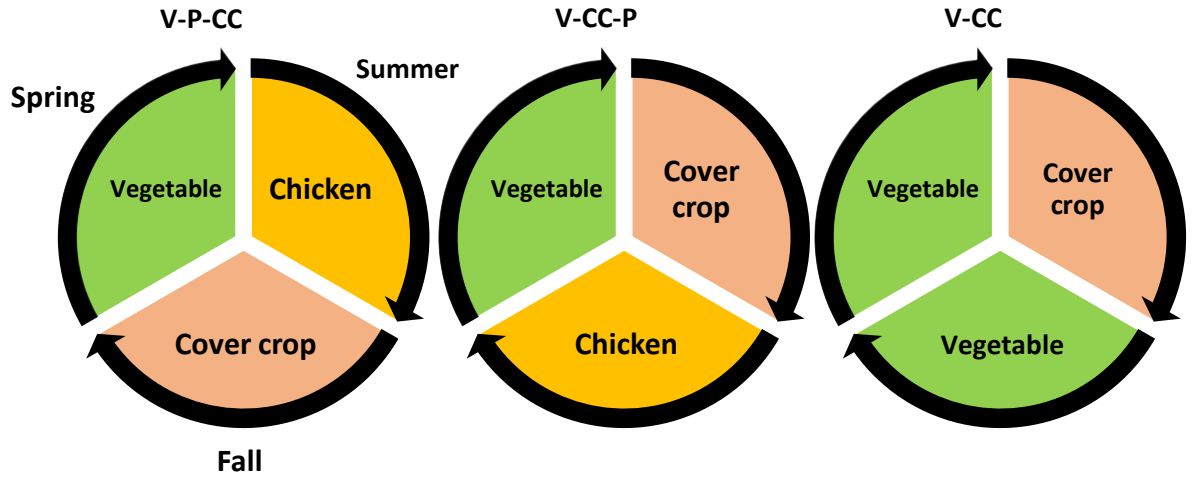 V-P-CC
V-CC-P
V-CC
Spring
Summer
Vegetable
Chicken
Cover crop
Fall
Vegetable
Cover
crop
Chicken
Vegetable
Cover
crop
Vegetable